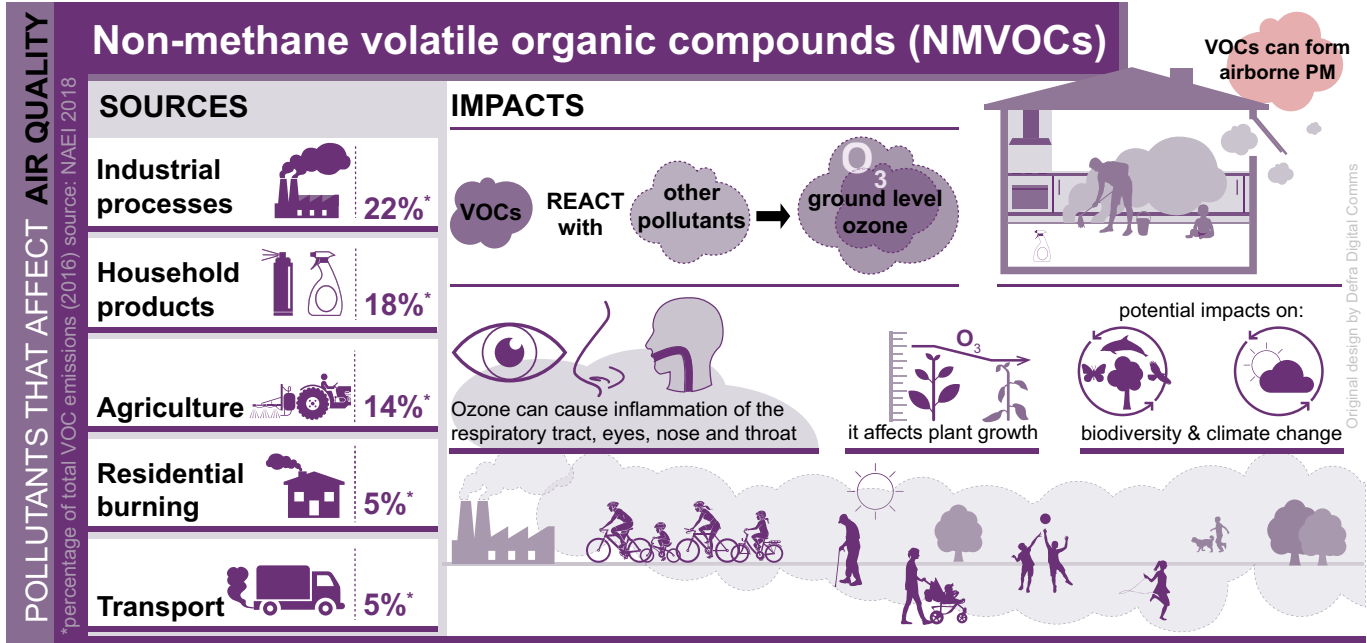 POLLUTANTS THAT AFFECT AIR QUALITY
*percentage of total VOC emissions (2016) source: NAEI 2018
Non-methane volatile organic compounds (NMVOCs)
SOURCES
Industrial
processes
22%*
Household
products
18%*
Agriculture
14%*
Residential
burning
5%*
Transport
5%*
IMPACTS
VOCs
REACT
with
other
pollutants
O3
ground level
ozone
VOCs can form
airborne PM
Ozone can cause inflammation of the
respiratory tract, eyes, nose and throat
O3
it affects plant growth
potential impacts on:
biodiversity & climate change
Original design by Defra Digital Comms